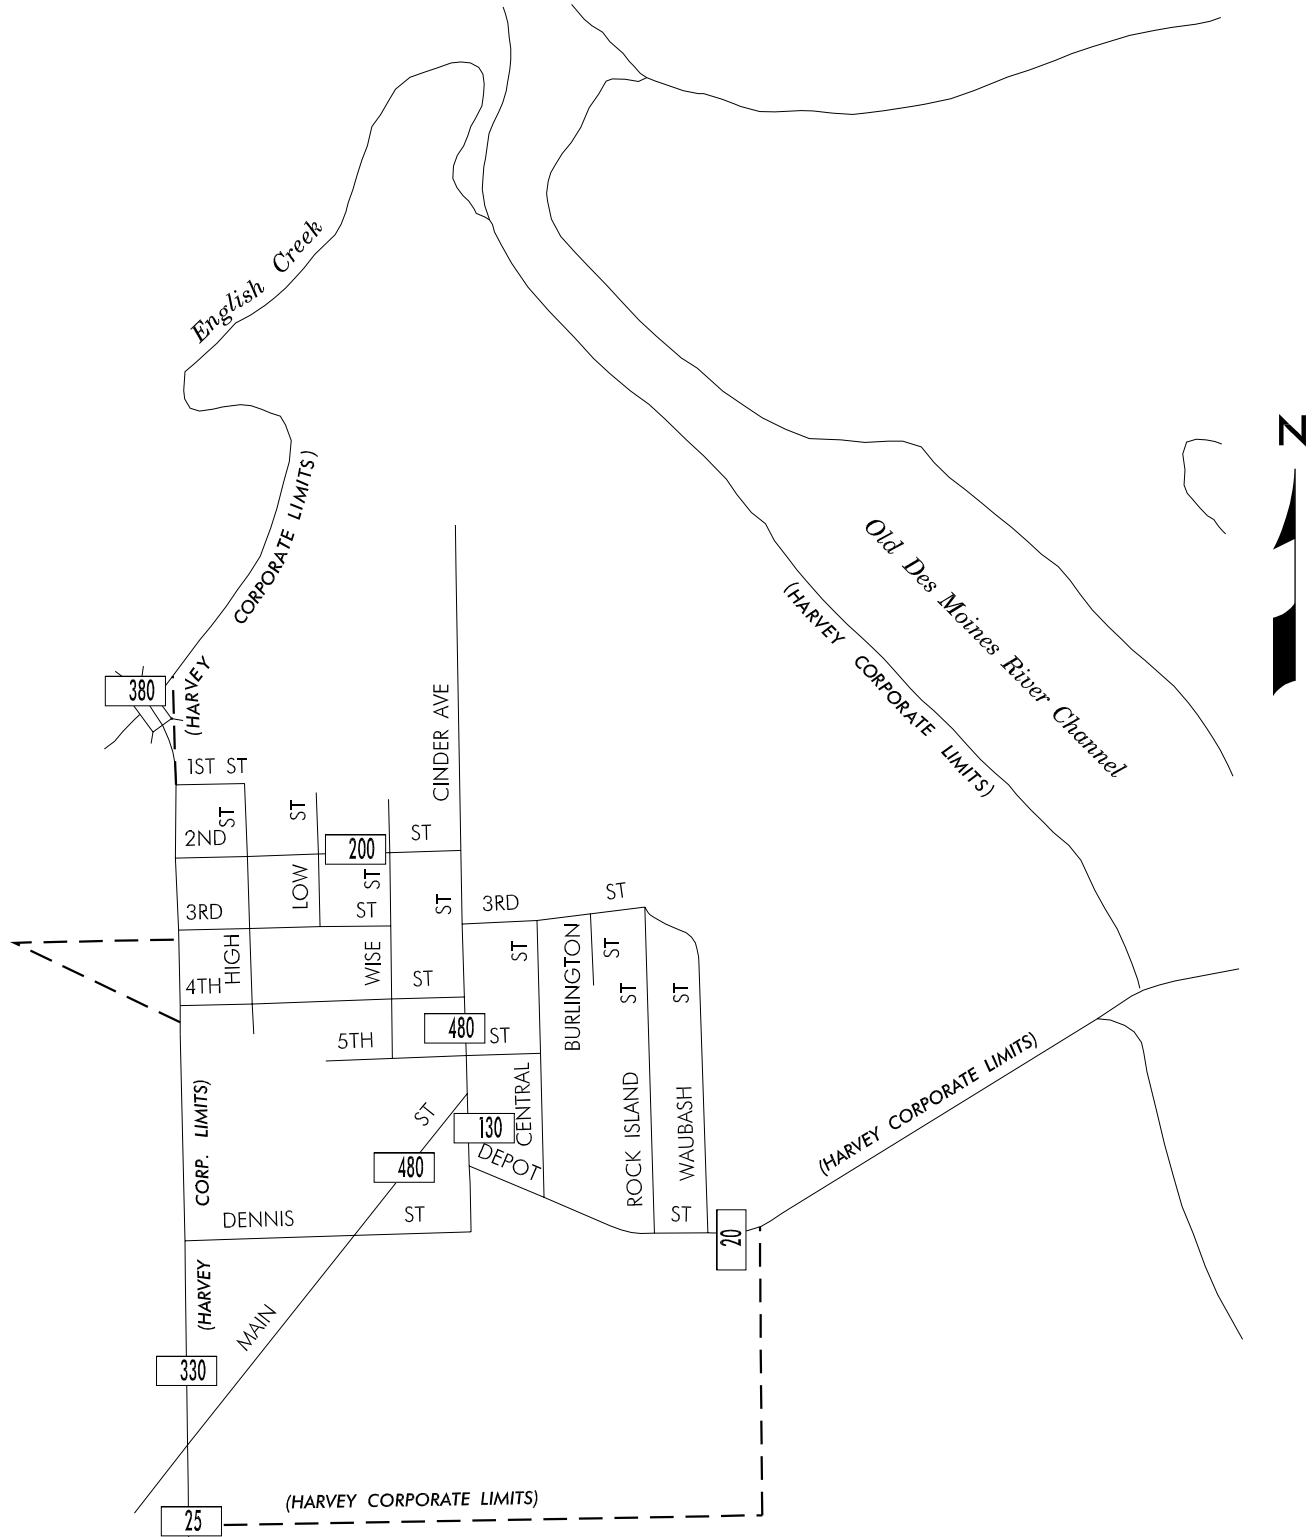 English Creek
N
CORPORATE LIMITS)
(HARVEY
Old Des Moines River Channel
(HARVEY CORPORATE LIMITS)
380
CINDER AVE
1ST ST
ST
ST
2ND
200
ST
LOW
ST
3RD
ST
ST
3RD
ST
HIGH
WISE
4TH
ST
ST
BURLINGTON
ST
ST
ST
480
5TH
ST
(HARVEY CORPORATE LIMITS)
CORP. LIMITS)
ST
130
CENTRAL
ROCK ISLAND
WAUBASH
480
DEPOT
DENNIS
ST
ST
20
(HARVEY
MAIN
330
(HARVEY CORPORATE LIMITS)
25